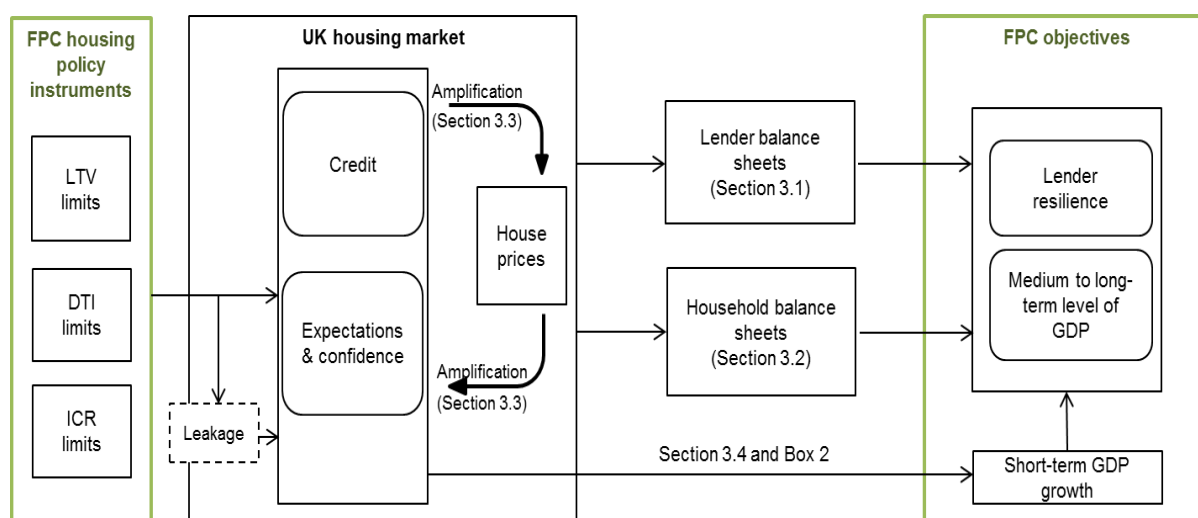 FPC housing
policy
instruments
LTV
limits
DTI
limits
ICR
limits
Leakage
UK housing market
Credit
Expectations
& confidence
Amplification
(Section 3.3)
House
prices
Amplification
(Section 3.3)
Lender balance
sheets
(Section 3.1)
Household balance
sheets
(Section 3.2)
Section 3.4 and Box 2
FPC objectives
Lender
resilience
Medium to long-
term level of
GDP
Short-term GDP
growth